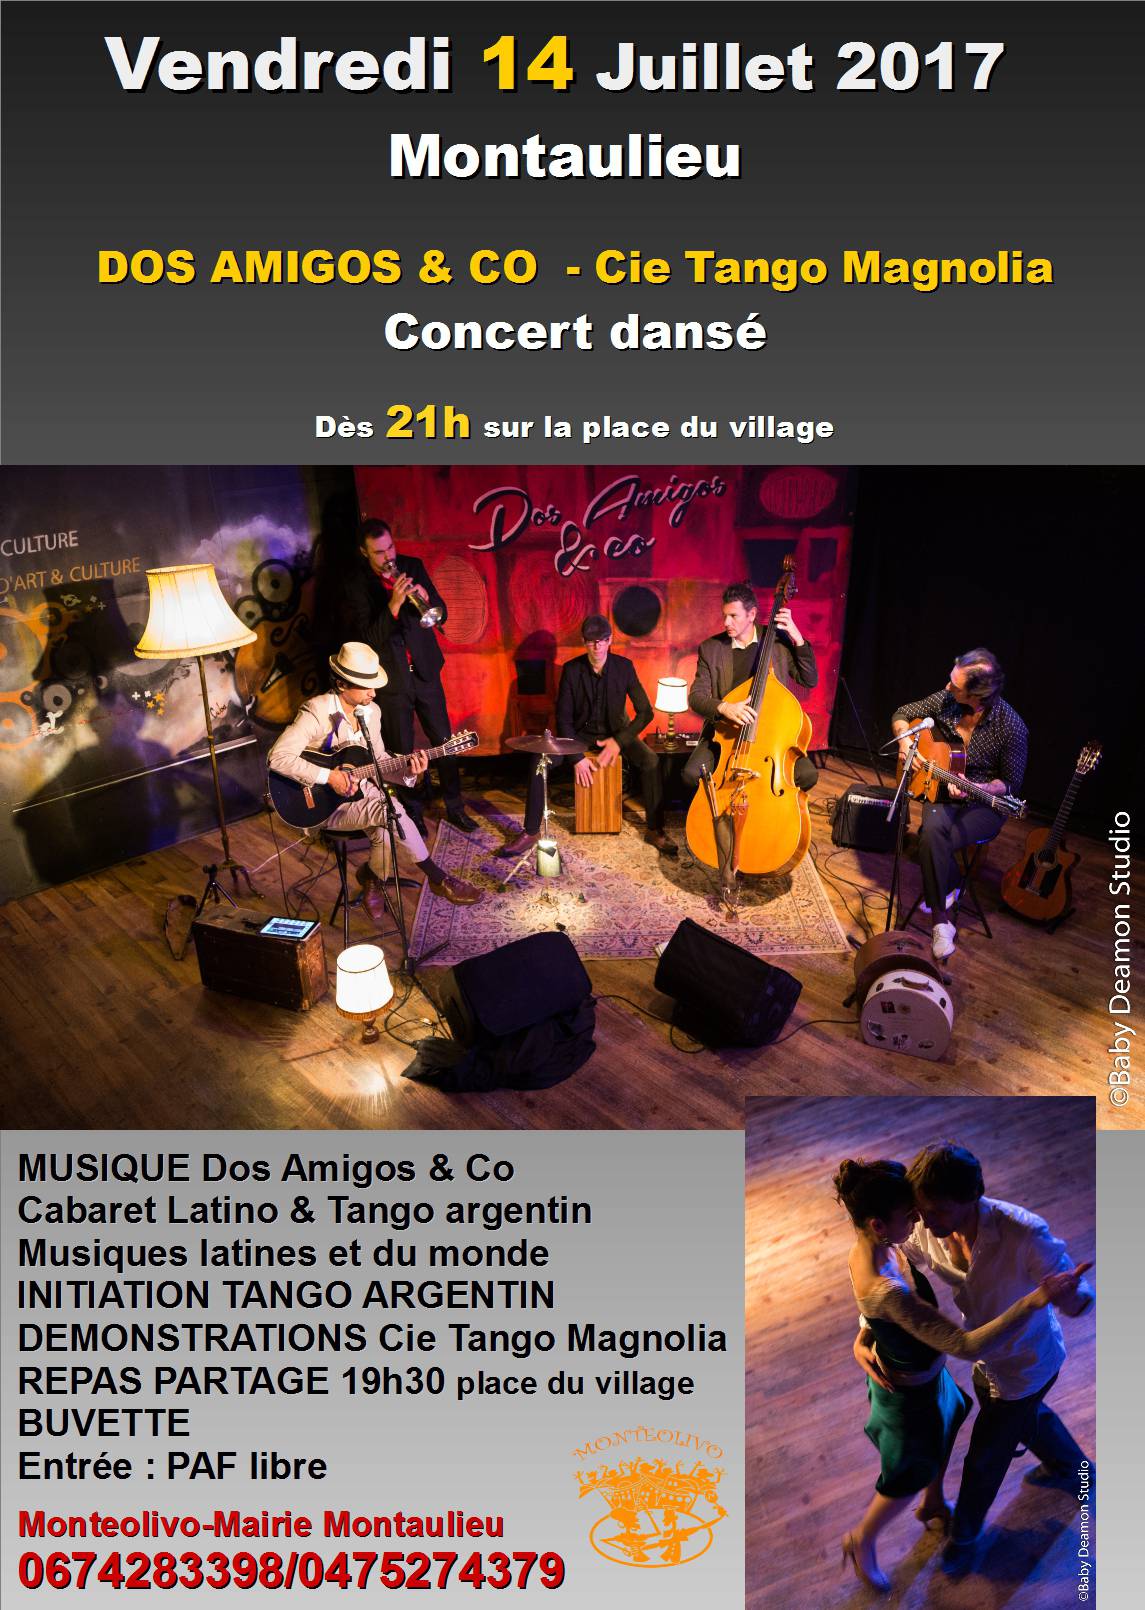 Vendredi 14 Juillet 2017
Montaulieu
DOS AMIGOS & CO - Cie Tango Magnolia
Concert dansé
Dès 21h sur la place du village
Dos Amigos
& co
CULTURE
D'ART & CULTURE
©Baby Deamon Studio
MUSIQUE Dos Amigos & Co
Cabaret Latino & Tango argentin
Musiques latines et du monde
INITIATION TANGO ARGENTIN
DEMONSTRATIONS Cie Tango Magnolia
REPAS PARTAGE 19h30 place du village
BUVETTE
Entrée : PAF libre
MONTEOLIVO
Monteolivo-Mairie Montaulieu
0674283398/0475274379
©Baby Deamon Studio